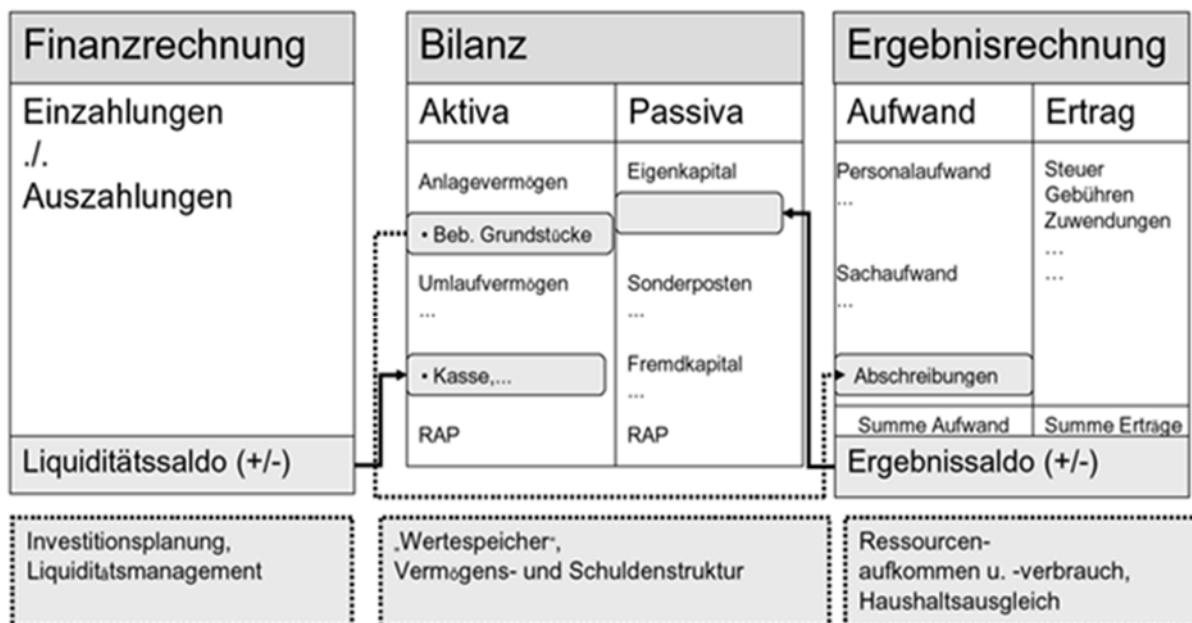 Finanzrechnung
Einzahlungen
./.
Auszahlungen
Liquiditätssaldo (+/-)
Investitionsplanung,
Liquiditätsmanagement
Bilanz
Aktiva
Anlagevermögen
• Beb. Grundstücke
Umlaufvermögen
...
• Kasse,...
RAP
Passiva
Eigenkapital
Sonderposten
...
Fremdkapital
...
RAP
„Wertespeicher“,
Vermögens- und Schuldenstruktur
Ergebnisrechnung
Aufwand
Personalaufwand
...
Sachaufwand
...
Abschreibungen
Summe Aufwand
Ertrag
Steuer
Gebühren
Zuwendungen
...
...
Summe Erträge
Ergebnissaldo (+/-)
Ressourcen-
aufkommen u. -verbrauch,
Haushaltsausgleich